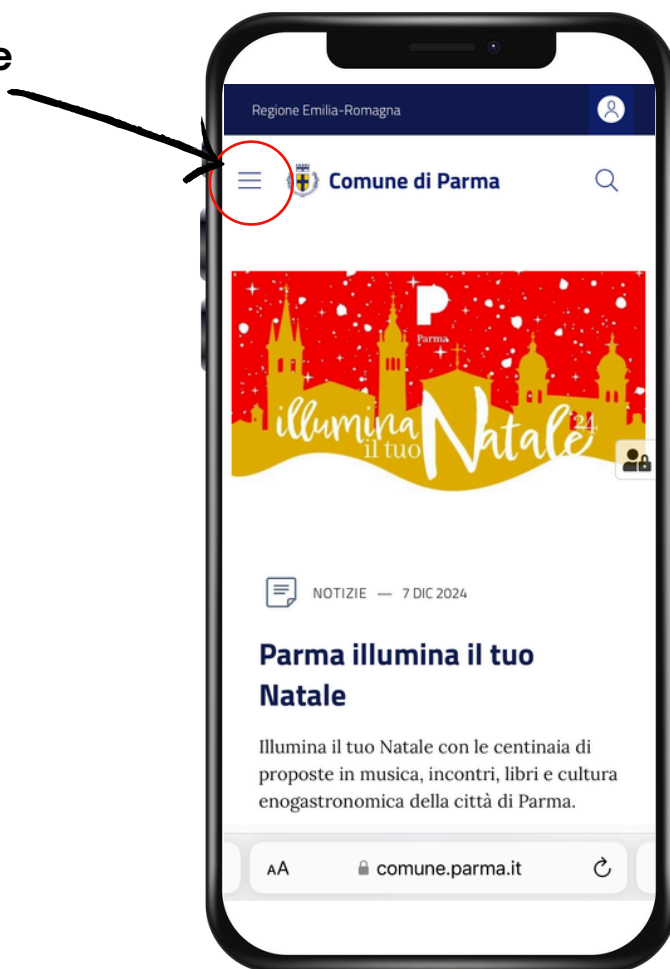 e
Regione Emilia-Romagna
Comune di Parma
P
Parma
illumina
il tuo
Natale
24
NOTIZIE — 7 DIC 2024
Parma illumina il tuo
Natale
Illumina il tuo Natale con le centinaia di
proposte in musica, incontri, libri e cultura
enogastronomica della città di Parma.
AA comune.parma.it